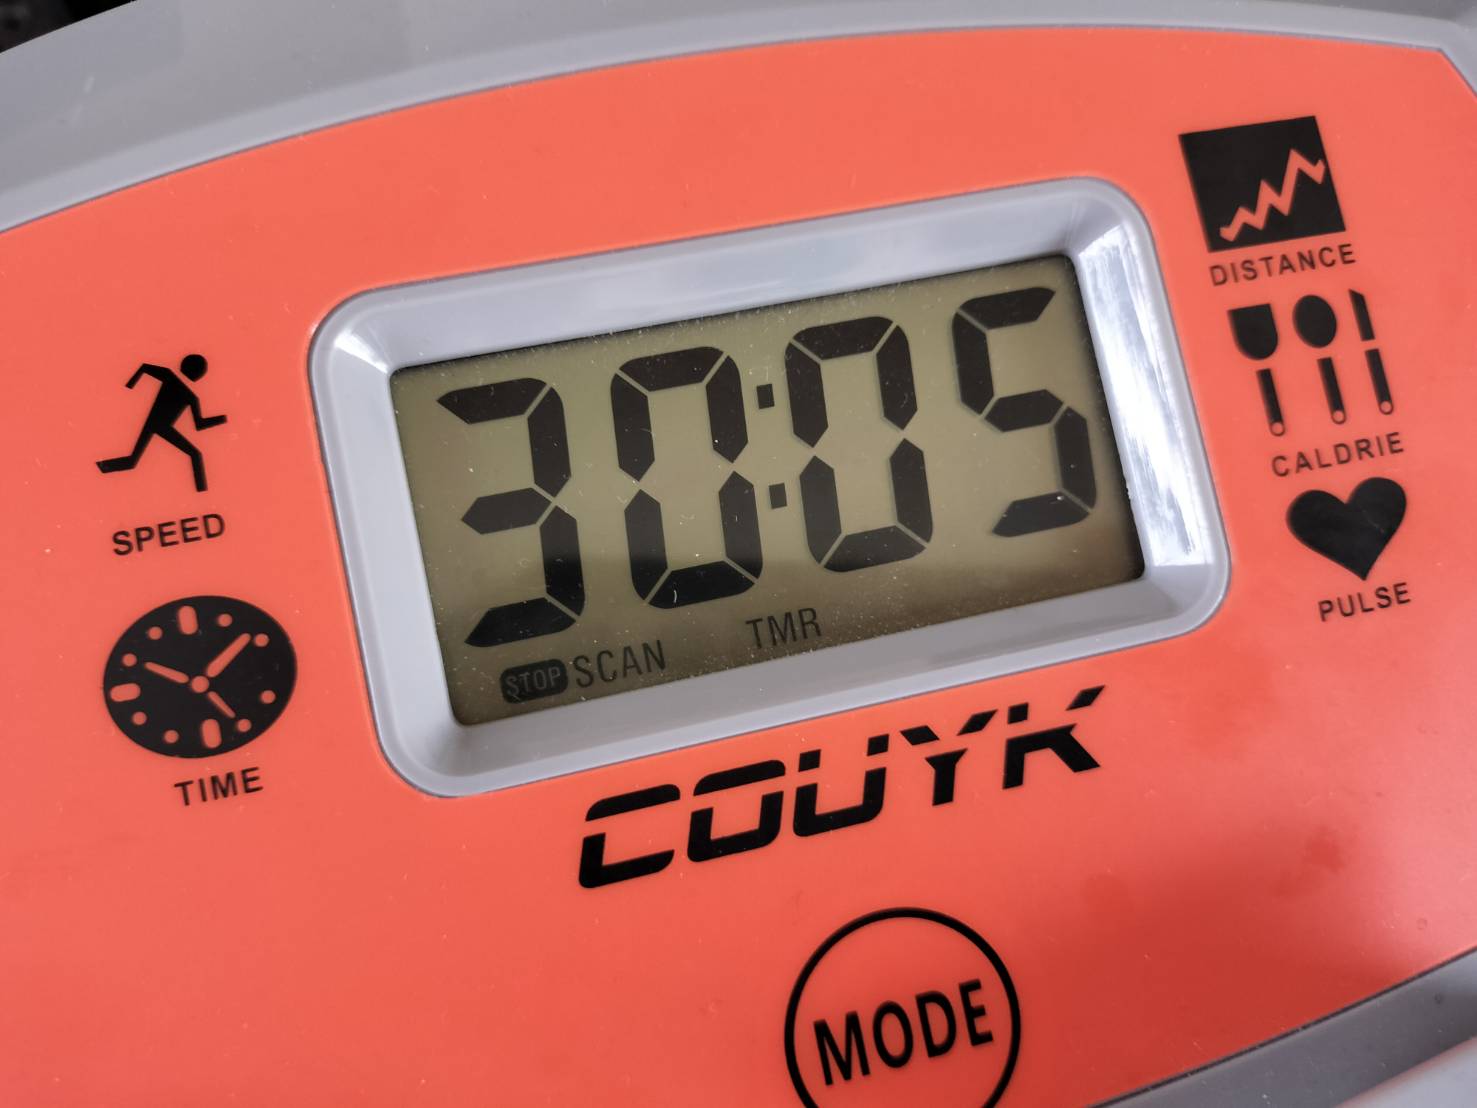 DISTANCE
30:05
CALDRIE
SPEED
PULSE
STOP SCAN TMR
TIME
COUYK
MODE